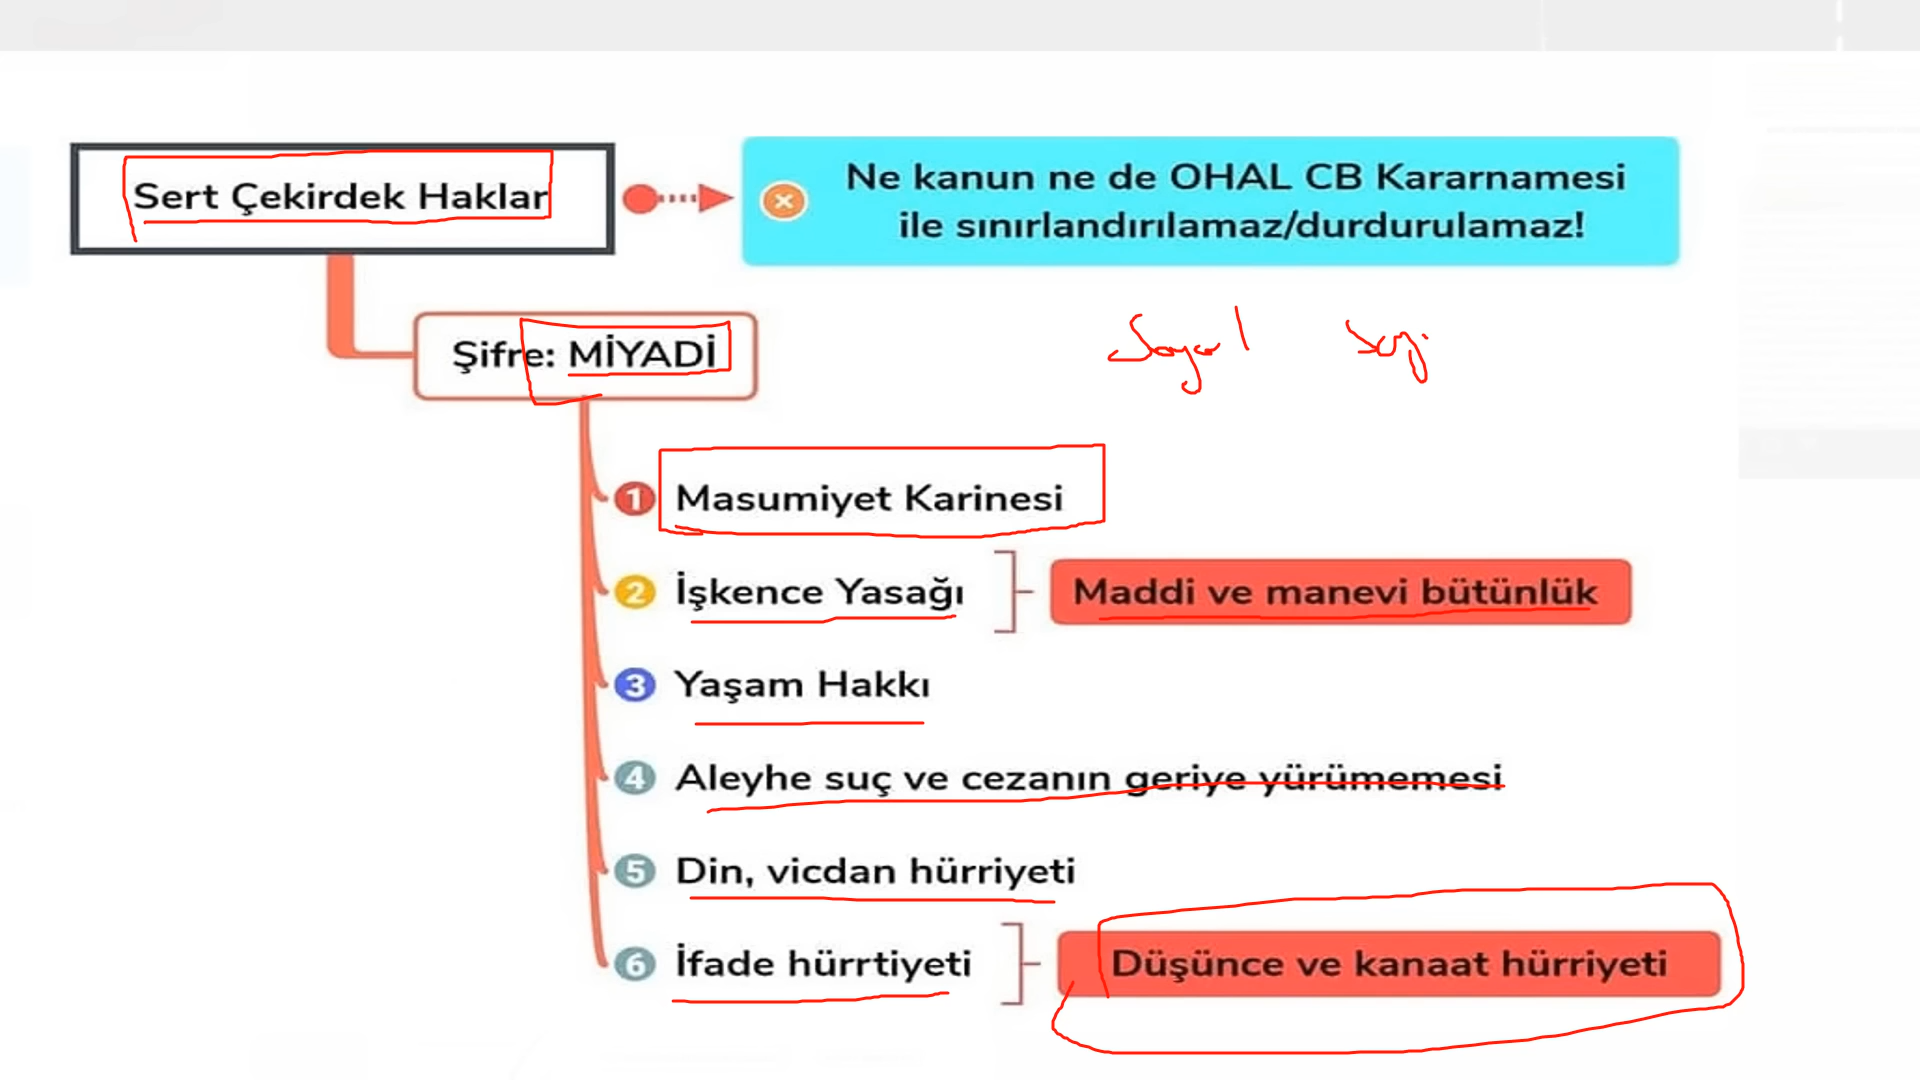 Sert Çekirdek Haklar
Ne kanun ne de OHAL CB Kararnamesi
ile sınırlandırılamaz/durdurulamaz!
Şifre: MİYADİ
1 Masumiyet Karinesi
2 İşkence Yasağı
Maddi ve manevi bütünlük
3 Yaşam Hakkı
4 Aleyhe suç ve cezanın geriye yürümemesi
5 Din, vicdan hürriyeti
6 İfade hürrtiyeti
Düşünce ve kanaat hürriyeti